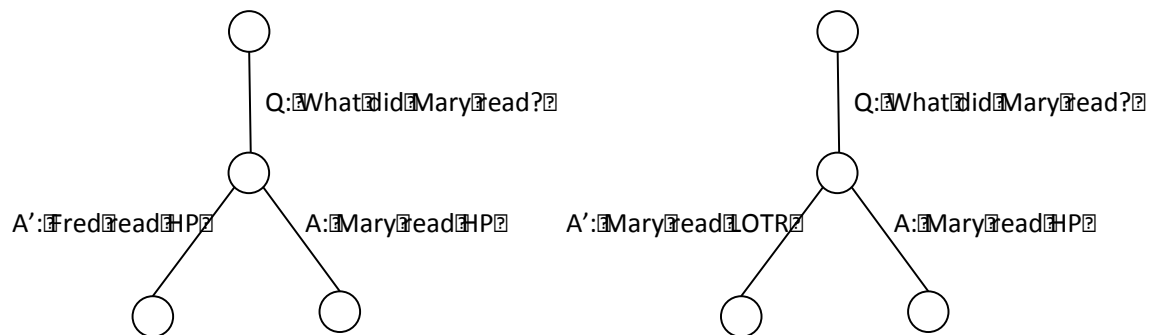 Q: What did Mary read?
Q: What did Mary read?
A’: Fred read HP
A: Mary read HP
A’: Mary read LOTR
A: Mary read HP